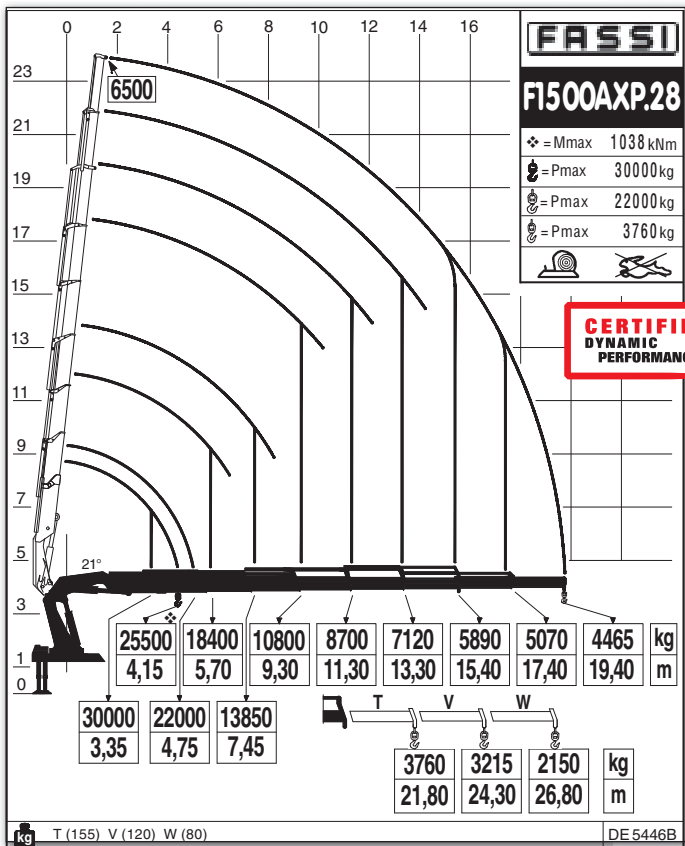 0 2 4 6 8 10 12 14 16
FASSI
F1500AXP.28
= Mmax 1038 kNm
= Pmax 30000 kg
= Pmax 22000 kg
= Pmax 3760 kg
CERTIFI
DYNAMIC
PERFORMANC
23
21
19
17
15
13
11
9
7
5
3
1
0
6500
21°
25500 18400 10800 8700 7120 5890 5070 4465 kg
4,15 5,70 9,30 11,30 13,30 15,40 17,40 19,40 m
30000 22000 13850
3,35 4,75 7,45
T V W
3760 3215 2150 kg
21,80 24,30 26,80 m
kg T (155) V (120) W (80) DE 5446B